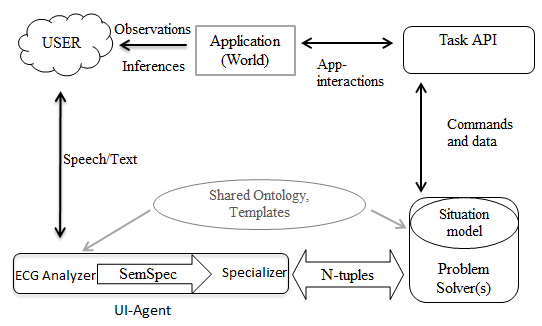 USER
Observations
Inferences
Application
(World)
App-
interactions
Task API
Speech/Text
Commands
and data
Shared Ontology,
Templates
Situation
model
ECG Analyzer
SemSpec
Specializer
N-tuples
Problem
Solver(s)
UI-Agent